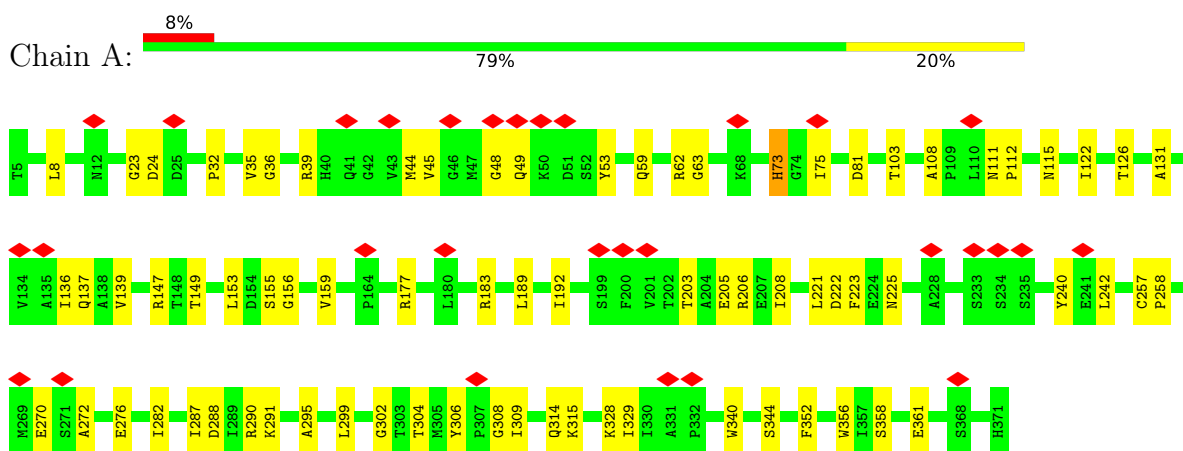 8%
Chain A:
79% 20%
T5 L8 N12 G23 D24 D25 P32 V35 G36 R39 H40 Q41 G42 V43 M44 V45 G46 M47 G48 Q49 K50 D51 S52 Y53 Q59 R62 G63 K68 H73 G74 I75 D81 T103 A108 P109 L110 N111 P112 N115 I122 T126 A131
V134 A135 I136 Q137 A138 V139 R147 T148 T149 L153 D154 S155 G156 V159 P164 R177 L180 R183 L189 I192 S199 F200 V201 T202 T203 A204 E205 R206 E207 I208 L221 D222 F223 E224 N225 A228 S233 S234 S235 Y240 E241 L242 C257 P258
M269 E270 S271 A272 E276 I282 I287 D288 I289 R290 K291 A295 L299 G302 T303 T304 M305 Y306 P307 G308 I309 Q314 K315 K328 I329 I330 A331 P332 W340 S344 F352 W356 I357 S358 E361 S368 H371